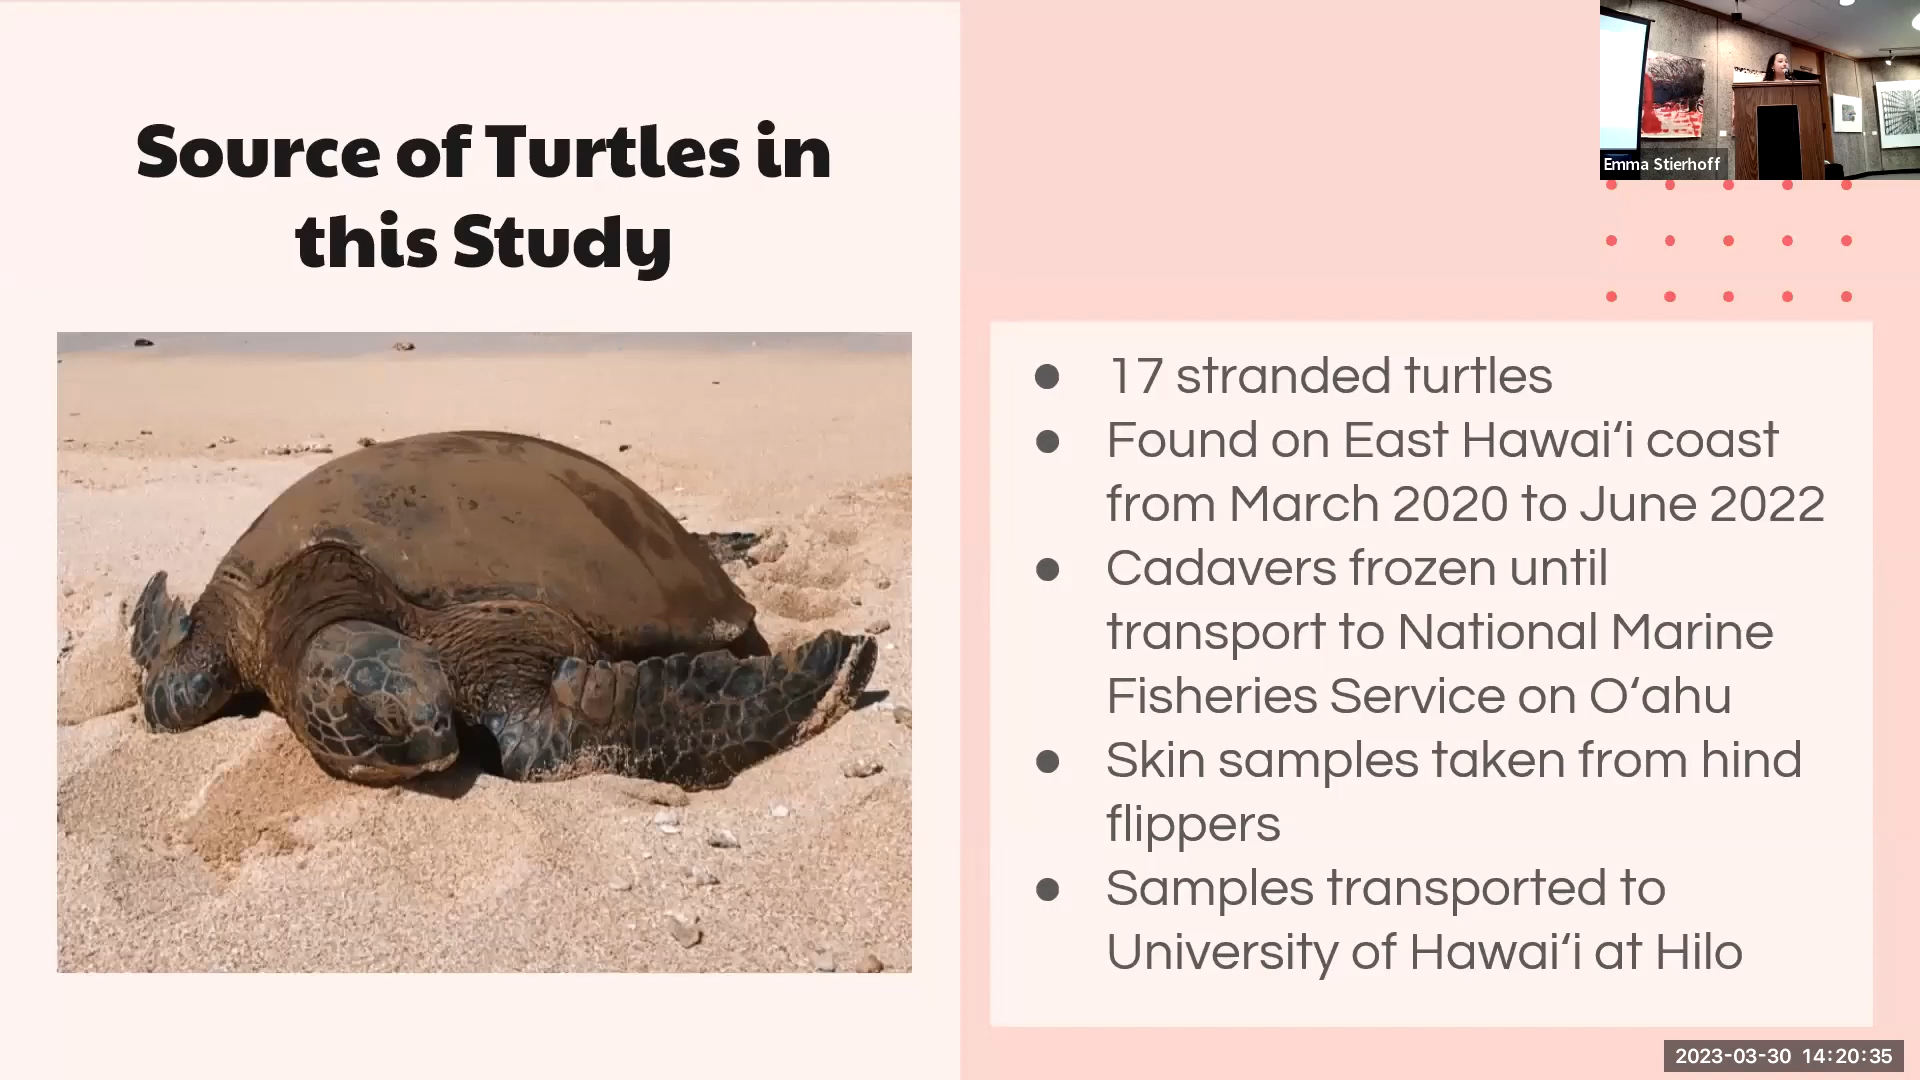 Source of Turtles in
this Study
Emma Stierhoff
● 17 stranded turtles
● Found on East Hawaiʻi coast
from March 2020 to June 2022
● Cadavers frozen until
transport to National Marine
Fisheries Service on Oʻahu
● Skin samples taken from hind
flippers
● Samples transported to
University of Hawaiʻi at Hilo
2023-03-30 14:20:35